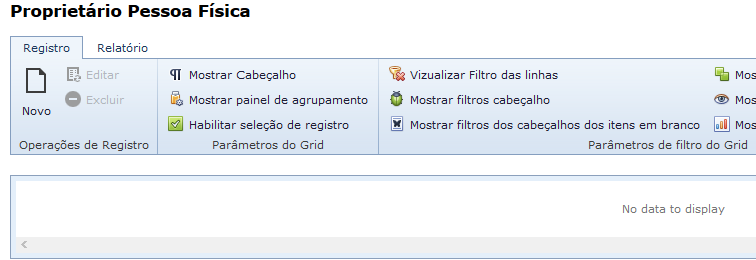 Proprietário Pessoa Física
Registro Relatório
Novo
Editar
Excluir
Operações de Registro
Mostrar Cabeçalho
Mostrar painel de agrupamento
Habilitar seleção de registro
Parâmetros do Grid
Vizualizar Filtro das linhas
Mostrar filtros cabeçalho
Mostrar filtros dos cabeçalhos dos itens em branco
Mos
Mos
Mos
Parâmetros de filtro do Grid
No data to display